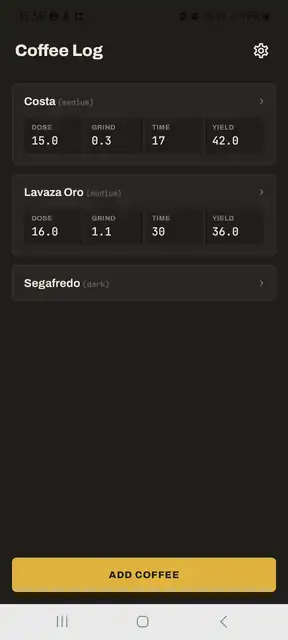 Coffee Log
Costa (medium)
DOSE GRIND TIME YIELD
15.0 0.3 17 42.0
Lavaza Oro (medium)
DOSE GRIND TIME YIELD
16.0 1.1 30 36.0
Segafredo (dark)
ADD COFFEE